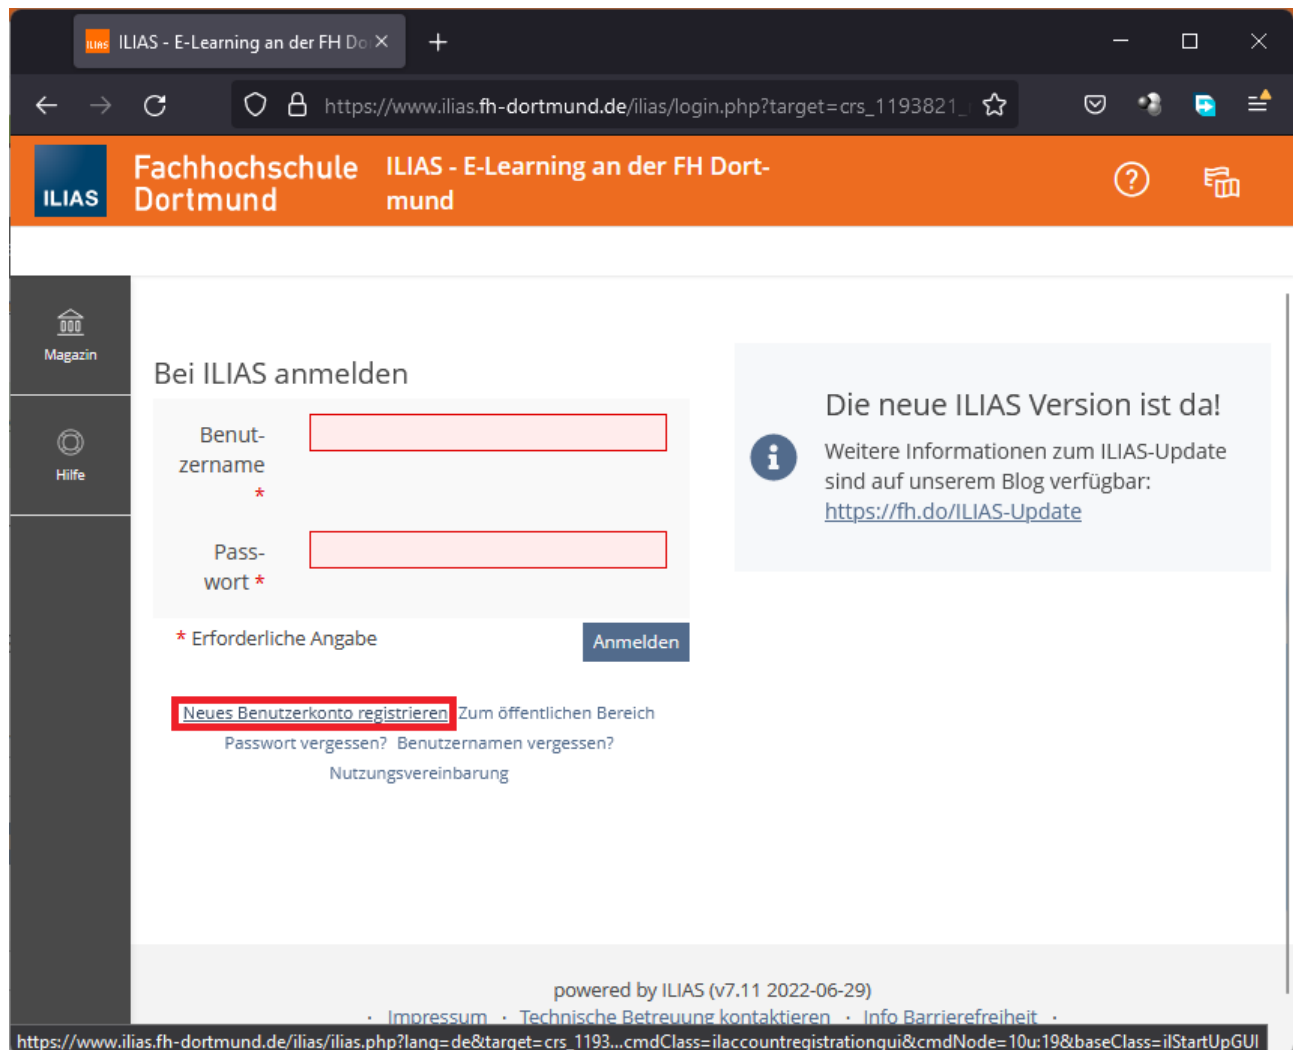 ILIAS ILIAS - E-Learning an der FH Do
https://www.ilias.fh-dortmund.de/ilias/login.php?target=crs_1193821_
ILIAS
Fachhochschule
Dortmund
ILIAS - E-Learning an der FH Dort-
mund
Magazin
Hilfe
Bei ILIAS anmelden
Benut-
zername
*
Pass-
wort *
* Erforderliche Angabe
Anmelden
Neues Benutzerkonto registrieren Zum öffentlichen Bereich
Passwort vergessen? Benutzernamen vergessen?
Nutzungsvereinbarung
Die neue ILIAS Version ist da!
Weitere Informationen zum ILIAS-Update
sind auf unserem Blog verfügbar:
https://fh.do/ILIAS-Update
powered by ILIAS (v7.11 2022-06-29)
· Impressum · Technische Betreuung kontaktieren · Info Barrierefreiheit ·
https://www.ilias.fh-dortmund.de/ilias/ilias.php?lang=de&target=crs_1193...cmdClass=ilaccountregistrationgui&cmdNode=10u:19&baseClass=ilStartUpGUI